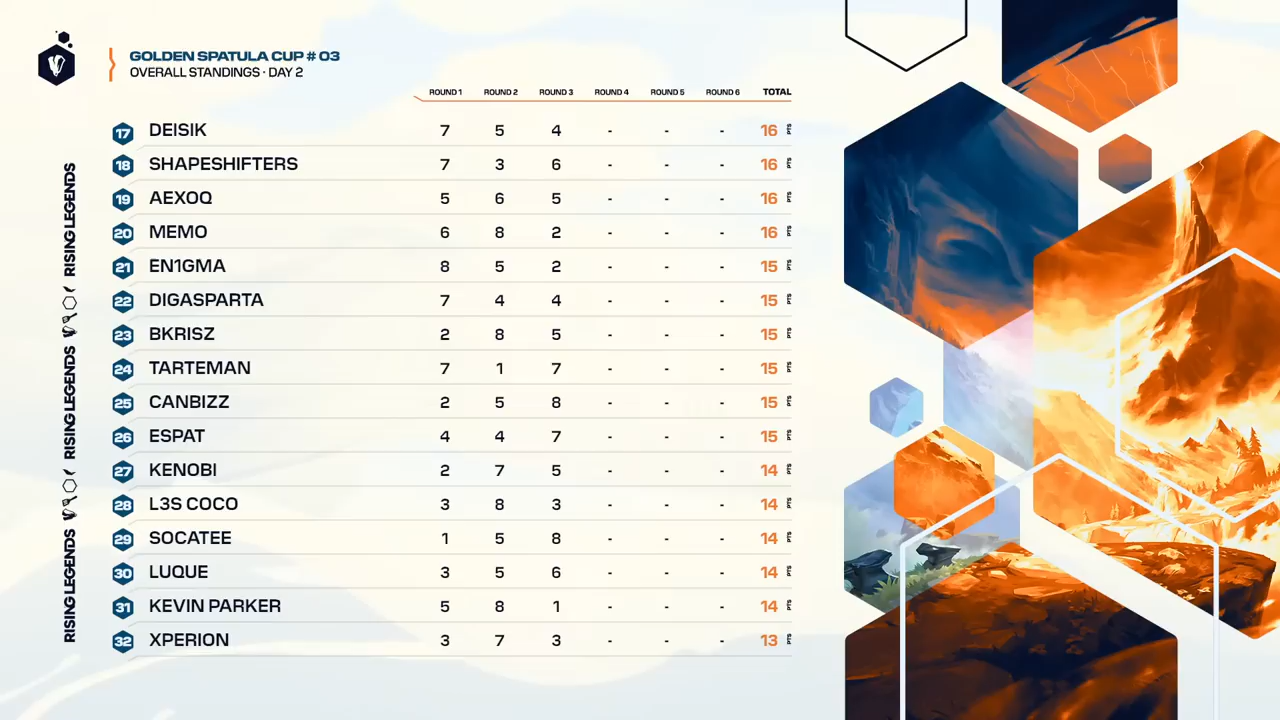 GOLDEN SPATULA CUP # 03
OVERALL STANDINGS · DAY 2
ROUND 1 ROUND 2 ROUND 3 ROUND 4 ROUND 5 ROUND 6 TOTAL
17 DEISIK 7 5 4 - - - 16 PTS
18 SHAPESHIFTERS 7 3 6 - - - 16 PTS
19 AEXOQ 5 6 5 - - - 16 PTS
20 MEMO 6 8 2 - - - 16 PTS
21 EN1GMA 8 5 2 - - - 15 PTS
22 DIGASPARTA 7 4 4 - - - 15 PTS
23 BKRISZ 2 8 5 - - - 15 PTS
24 TARTEMAN 7 1 7 - - - 15 PTS
25 CANBIZZ 2 5 8 - - - 15 PTS
26 ESPAT 4 4 7 - - - 15 PTS
27 KENOBI 2 7 5 - - - 14 PTS
28 L3S COCO 3 8 3 - - - 14 PTS
29 SOCATEE 1 5 8 - - - 14 PTS
30 LUQUE 3 5 6 - - - 14 PTS
31 KEVIN PARKER 5 8 1 - - - 14 PTS
32 XPERION 3 7 3 - - - 13 PTS
RISING LEGENDS RISING LEGENDS RISING LEGENDS